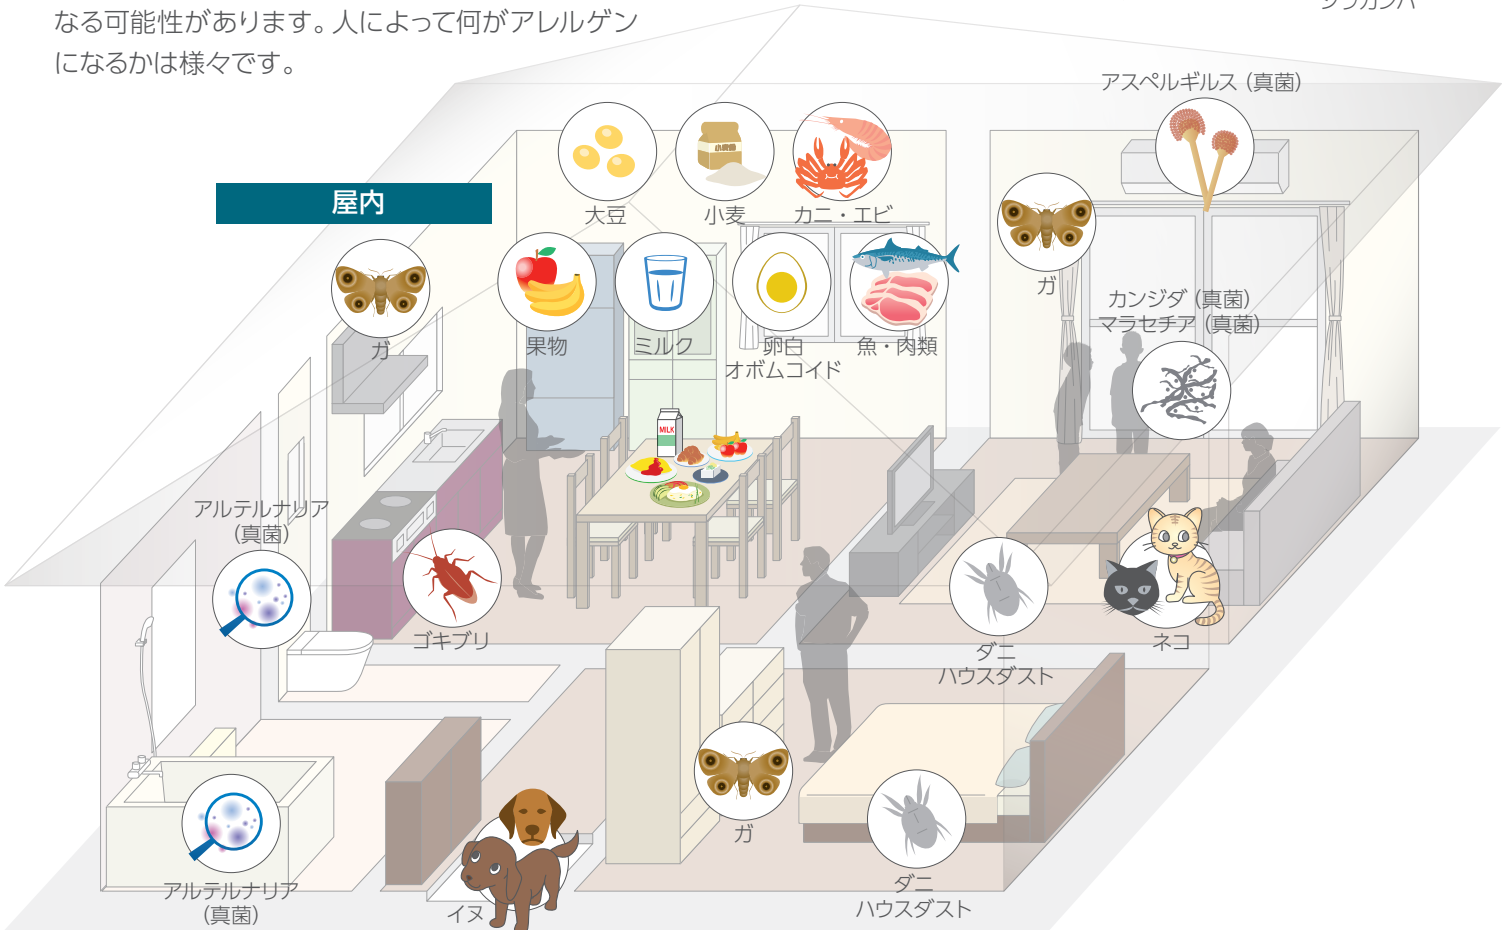 なる可能性があります。人によって何がアレルゲン
になるかは様々です。
アスペルギルス (真菌)
屋内
大豆
小麦
カニ・エビ
ガ
ガ
果物
ミルク
卵白
オボムコイド
魚・肉類
カンジダ (真菌)
マラセチア (真菌)
MILK
アルテルナリア
(真菌)
ゴキブリ
ダニ
ハウスダスト
ネコ
ガ
アルテルナリア
(真菌)
イヌ
ダニ
ハウスダスト